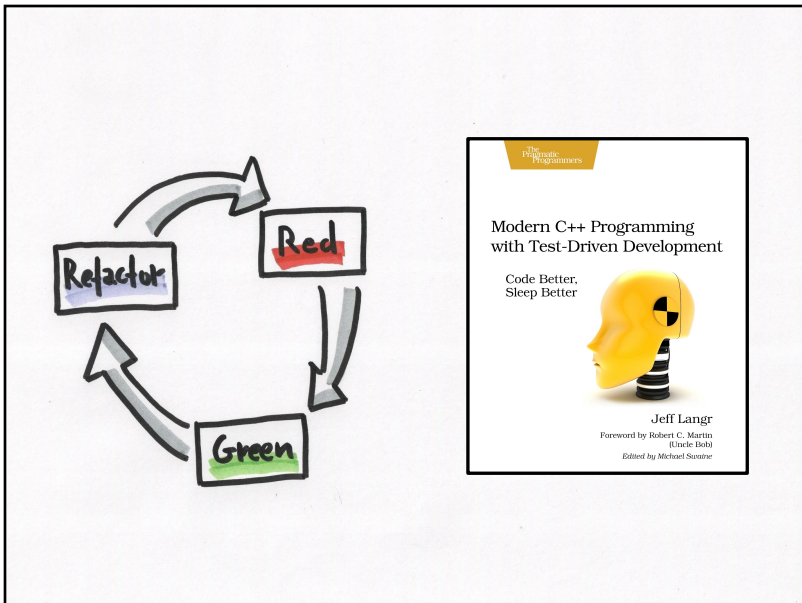 Refactor
Red
Green
The
Pragmatic
Programmers
Modern C++ Programming
with Test-Driven Development
Code Better,
Sleep Better
Jeff Langr
Foreword by Robert C. Martin
(Uncle Bob)
Edited by Michael Swaine